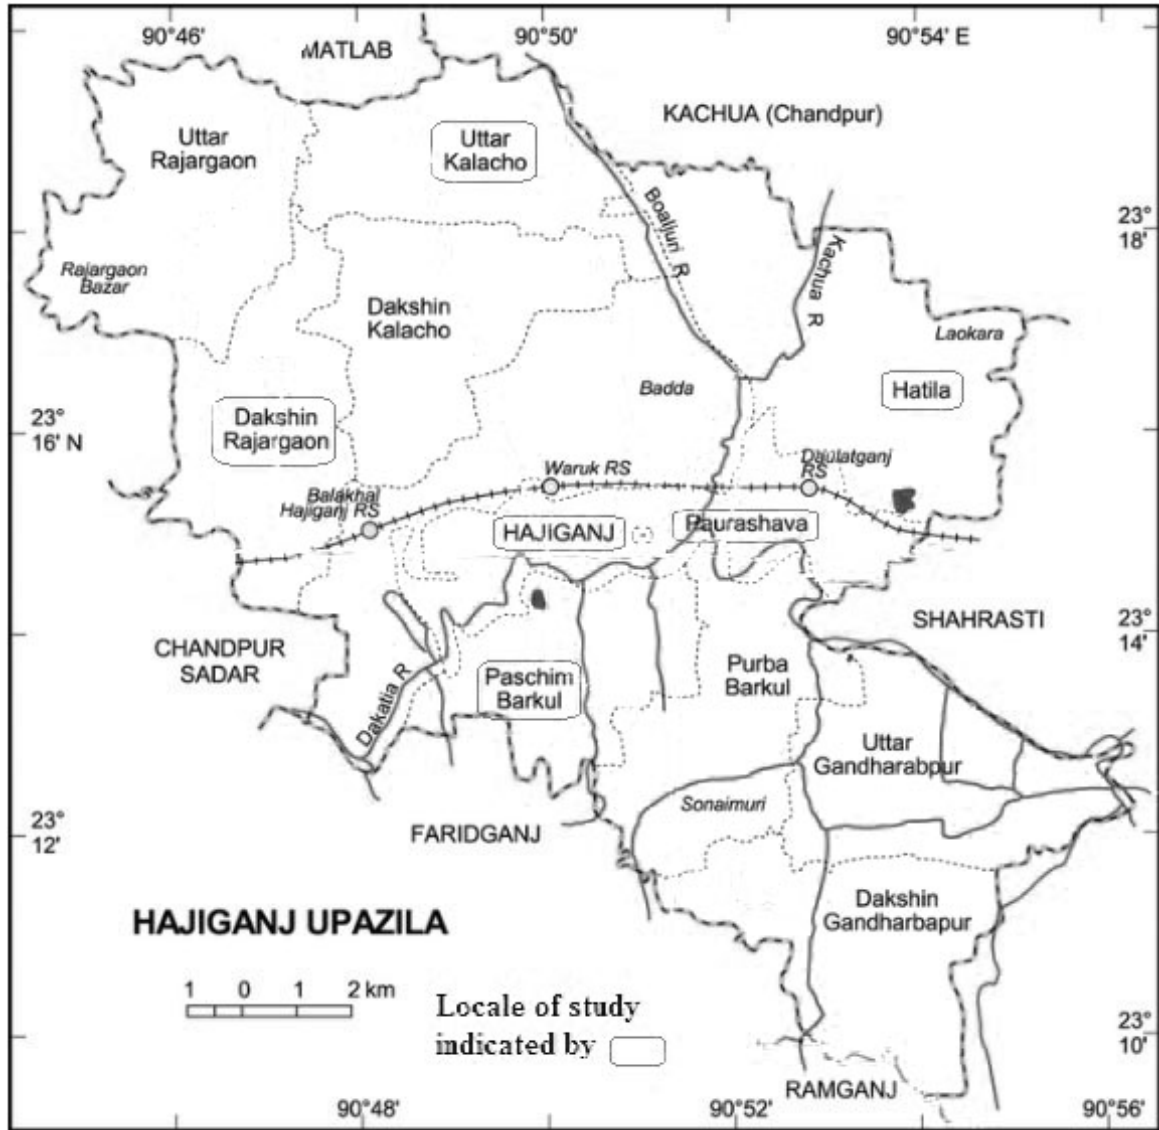 90°46'
90°50'
90°54' E
MATLAB
KACHUA (Chandpur)
Uttar
Rajargaon
Uttar
Kalacho
Boaljuri R
Kachua R
23°
18'
Rajargaon
Bazar
Dakshin
Kalacho
Laokara
Badda
Hatila
23°
16' N
Dakshin
Rajargaon
Waruk RS
Daulatganj
RS
Balakhal
Hajiganj RS
HAJIGANJ
Paurashava
CHANDPUR
SADAR
SHAHRASTI
23°
14'
Dakatia R
Paschim
Barkul
Purba
Barkul
Uttar
Gandharabpur
Sonaimuri
23°
12'
FARIDGANJ
HAJIGANJ UPAZILA
Dakshin
Gandharbapur
1 0 1 2 km
Locale of study
indicated by
23°
10'
RAMGANJ
90°48'
90°52'
90°56'